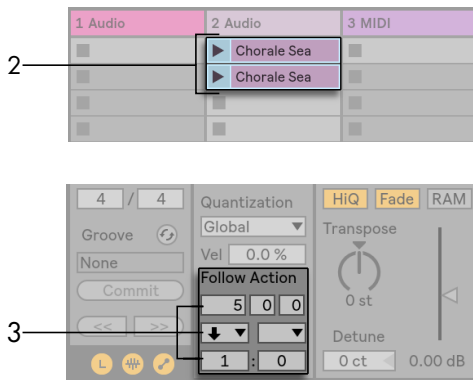 1 Audio 2 Audio 3 MIDI
2
Chorale Sea
Chorale Sea
4 / 4 Quantization HiQ Fade RAM
Groove Global Transpose
None Vel 0.0 %
Commit Follow Action
5 0 0 0 st
<< >> 3 Detune
L 1 : 0 0 ct 0.00 dB